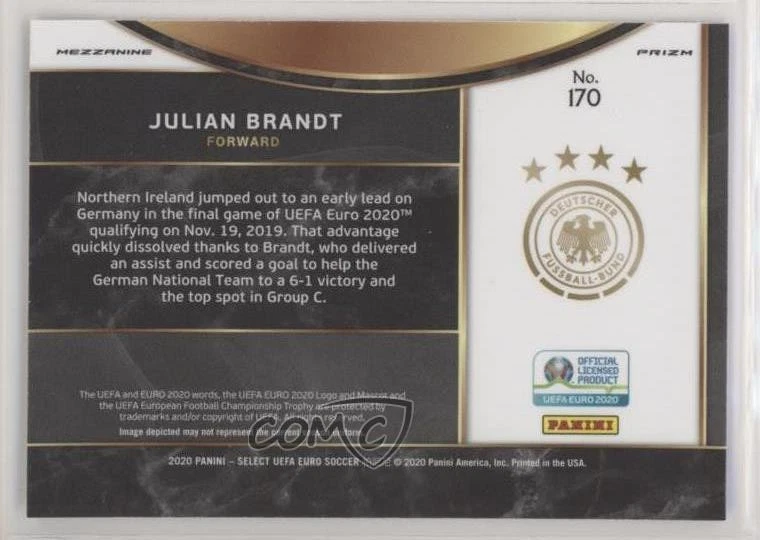 MEZZANINE
PRIZM
No.
170
JULIAN BRANDT
FORWARD
Northern Ireland jumped out to an early lead on
Germany in the final game of UEFA Euro 2020™
qualifying on Nov. 19, 2019. That advantage
quickly dissolved thanks to Brandt, who delivered
an assist and scored a goal to help the
German National Team to a 6-1 victory and
the top spot in Group C.
DEUTSCHER
FUSSBALL-BUND
OFFICIAL
LICENSED
PRODUCT
UEFA EURO 2020
PANINI
The UEFA and EURO 2020 words, the UEFA EURO 2020 Logo and Mascot and
the UEFA European Football Championship Trophy are protected by
trademarks and/or copyright of UEFA. All rights reserved.
Image depicted may not represent the current
COMC
2020 PANINI – SELECT UEFA EURO SOCCER © 2020 Panini America, Inc. Printed in the USA.